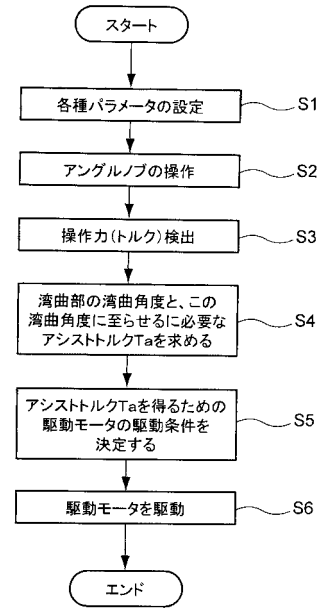 スタート
各種パラメータの設定
S1
アングルノブの操作
S2
操作力(トルク)検出
S3
湾曲部の湾曲角度と、この
湾曲角度に至らせるに必要な
アシストトルクTaを求める
S4
アシストトルクTaを得るための
駆動モータの駆動条件を
決定する
S5
駆動モータを駆動
S6
エンド